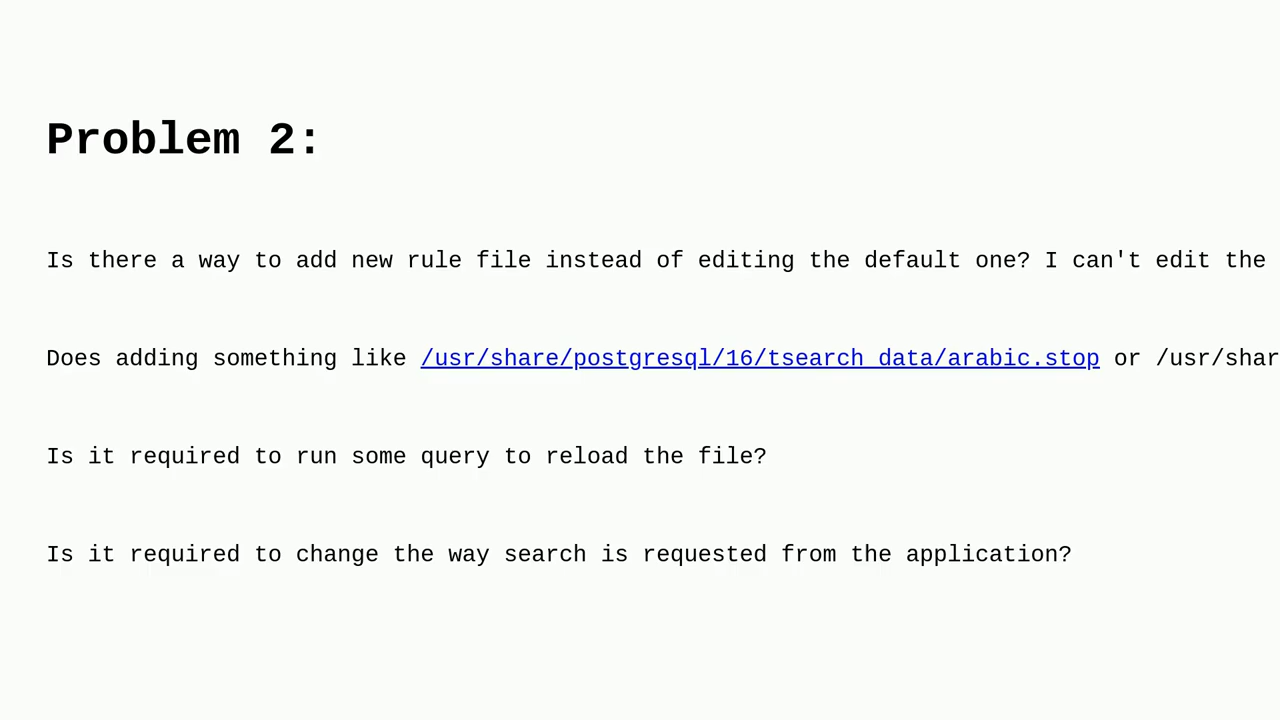 Problem 2:
Is there a way to add new rule file instead of editing the default one? I can't edit the
Does adding something like /usr/share/postgresql/16/tsearch_data/arabic.stop or /usr/shar
Is it required to run some query to reload the file?
Is it required to change the way search is requested from the application?